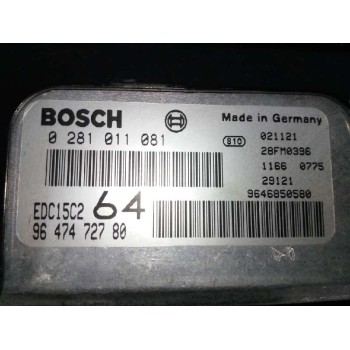 BOSCH
Made in Germany
0 281 011 081
810
021121
28FM0396
1166 0775
29121
9646850580
EDC15C2 64
96 474 727 80